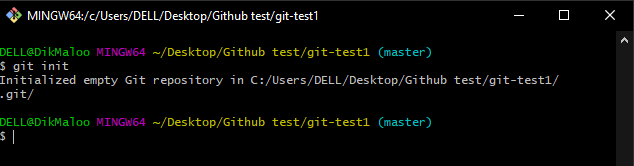 MINGW64:/c/Users/DELL/Desktop/Github test/git-test1
DELL@DikMaloo MINGW64 ~/Desktop/Github test/git-test1 (master)
$ git init
Initialized empty Git repository in C:/Users/DELL/Desktop/Github test/git-test1/
.git/
DELL@DikMaloo MINGW64 ~/Desktop/Github test/git-test1 (master)
$